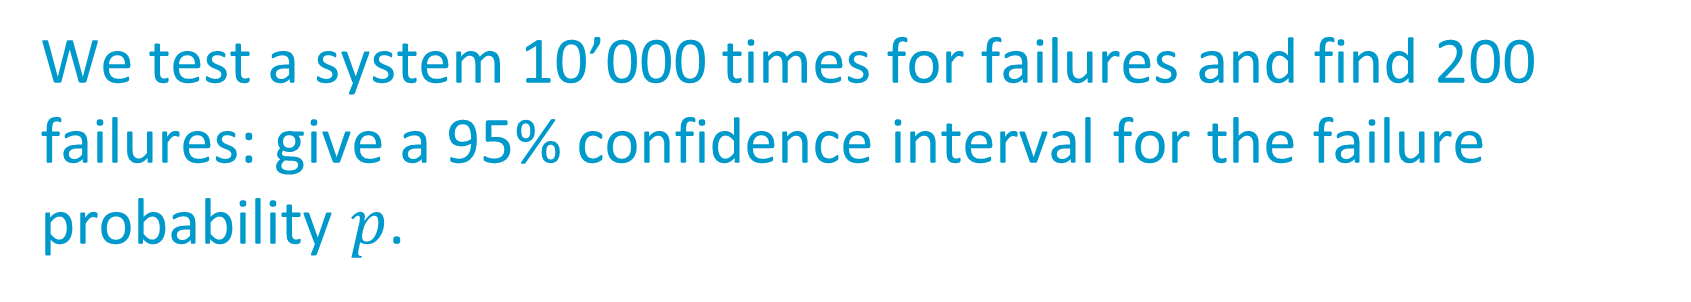 We test a system 10’000 times for failures and find 200
failures: give a 95% confidence interval for the failure
probability 𝑝.